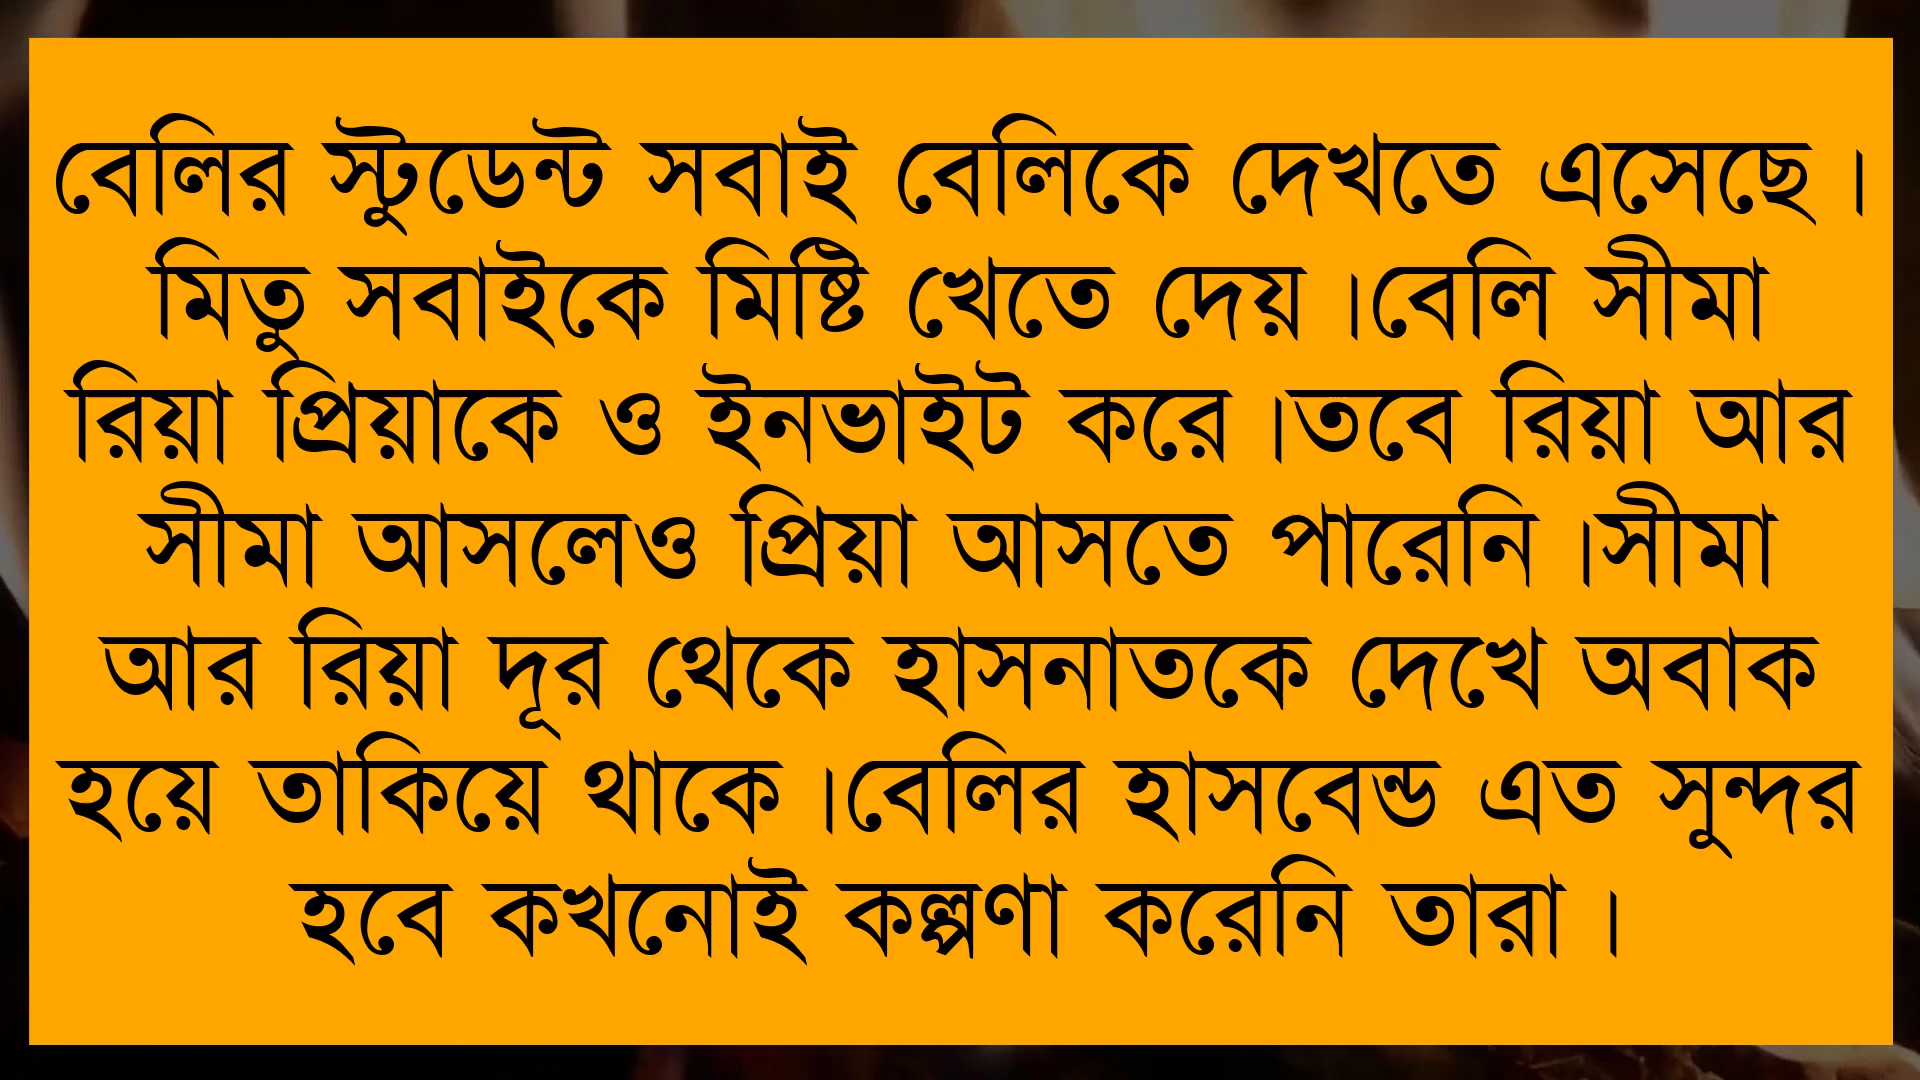 বেলির স্টুডেন্ট সবাই বেলিকে দেখতে এসেছে ।
মিতু সবাইকে মিষ্টি খেতে দেয় ।বেলি সীমা
রিয়া প্রিয়াকে ও ইনভাইট করে ।তবে রিয়া আর
সীমা আসলেও প্রিয়া আসতে পারেনি ।সীমা
আর রিয়া দূর থেকে হাসনাতকে দেখে অবাক
হয়ে তাকিয়ে থাকে ।বেলির হাসবেন্ড এত সুন্দর
হবে কখনোই কল্পণা করেনি তারা ।